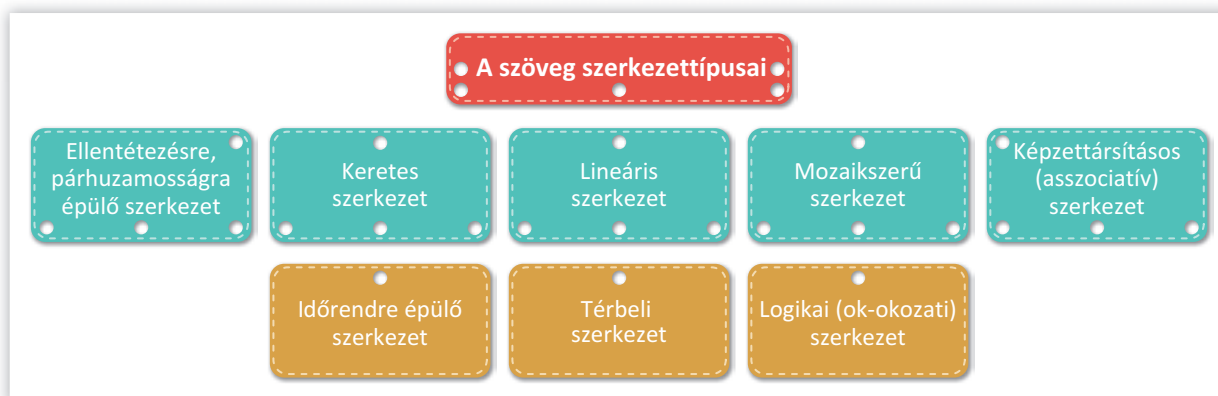 A szöveg szerkezettípusai
Ellentétezésre,
párhuzamosságra
épülő szerkezet
Keretes
szerkezet
Lineáris
szerkezet
Mozaikszerű
szerkezet
Képzettársításos
(asszociatív)
szerkezet
Időrendre épülő
szerkezet
Térbeli
szerkezet
Logikai (ok-okozati)
szerkezet